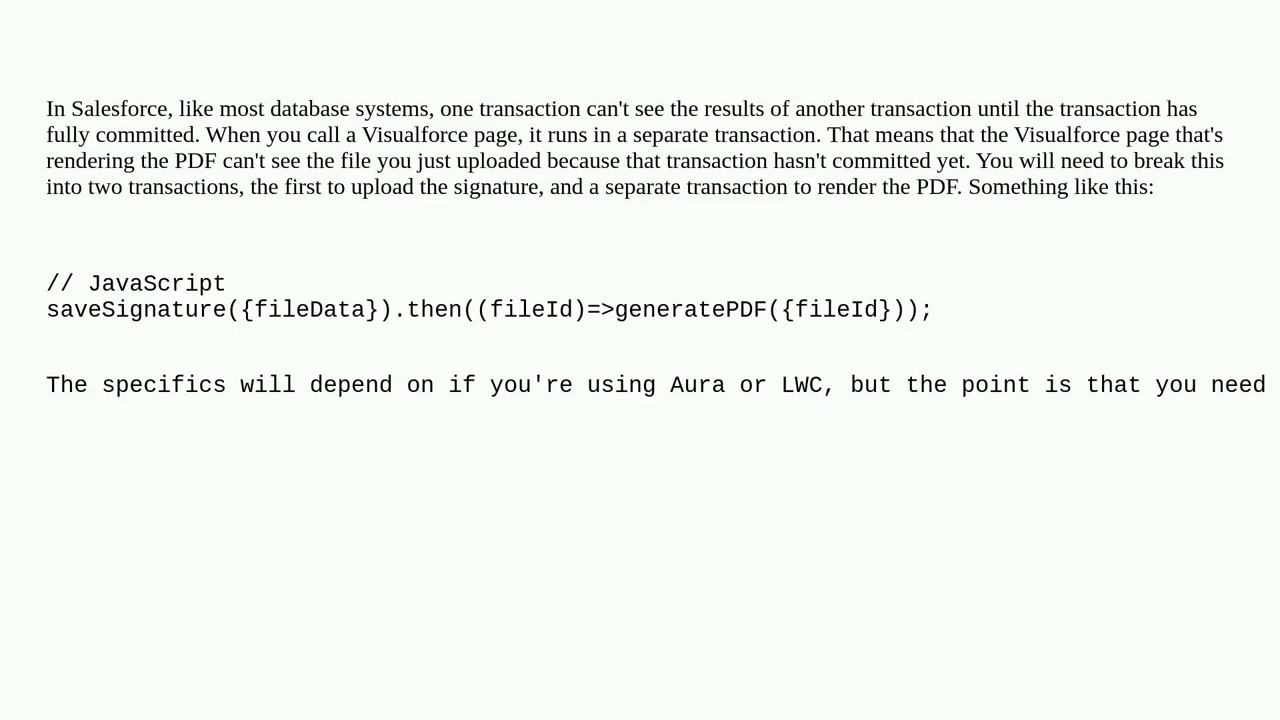 In Salesforce, like most database systems, one transaction can't see the results of another transaction until the transaction has
fully committed. When you call a Visualforce page, it runs in a separate transaction. That means that the Visualforce page that's
rendering the PDF can't see the file you just uploaded because that transaction hasn't committed yet. You will need to break this
into two transactions, the first to upload the signature, and a separate transaction to render the PDF. Something like this:
// JavaScript
saveSignature({fileData}).then((fileId)=>generatePDF({fileId}));
The specifics will depend on if you're using Aura or LWC, but the point is that you need